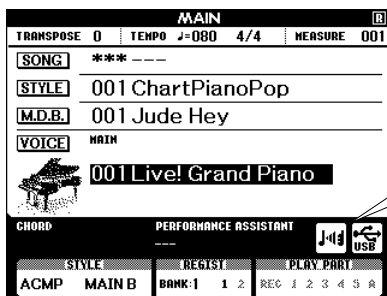 MAIN R
TRANSPOSE 0 TEMPO ♩=080 4/4 MEASURE 001
SONG *** ---
STYLE 001 ChartPianoPop
M.D.B. 001 Jude Hey
VOICE MAIN
001 Live! Grand Piano
CHORD PERFORMANCE ASSISTANT
---
USB
STYLE REGIST PLAY PART
ACMP MAIN B BANK:1 1 2 REC 1 2 3 4 5 A